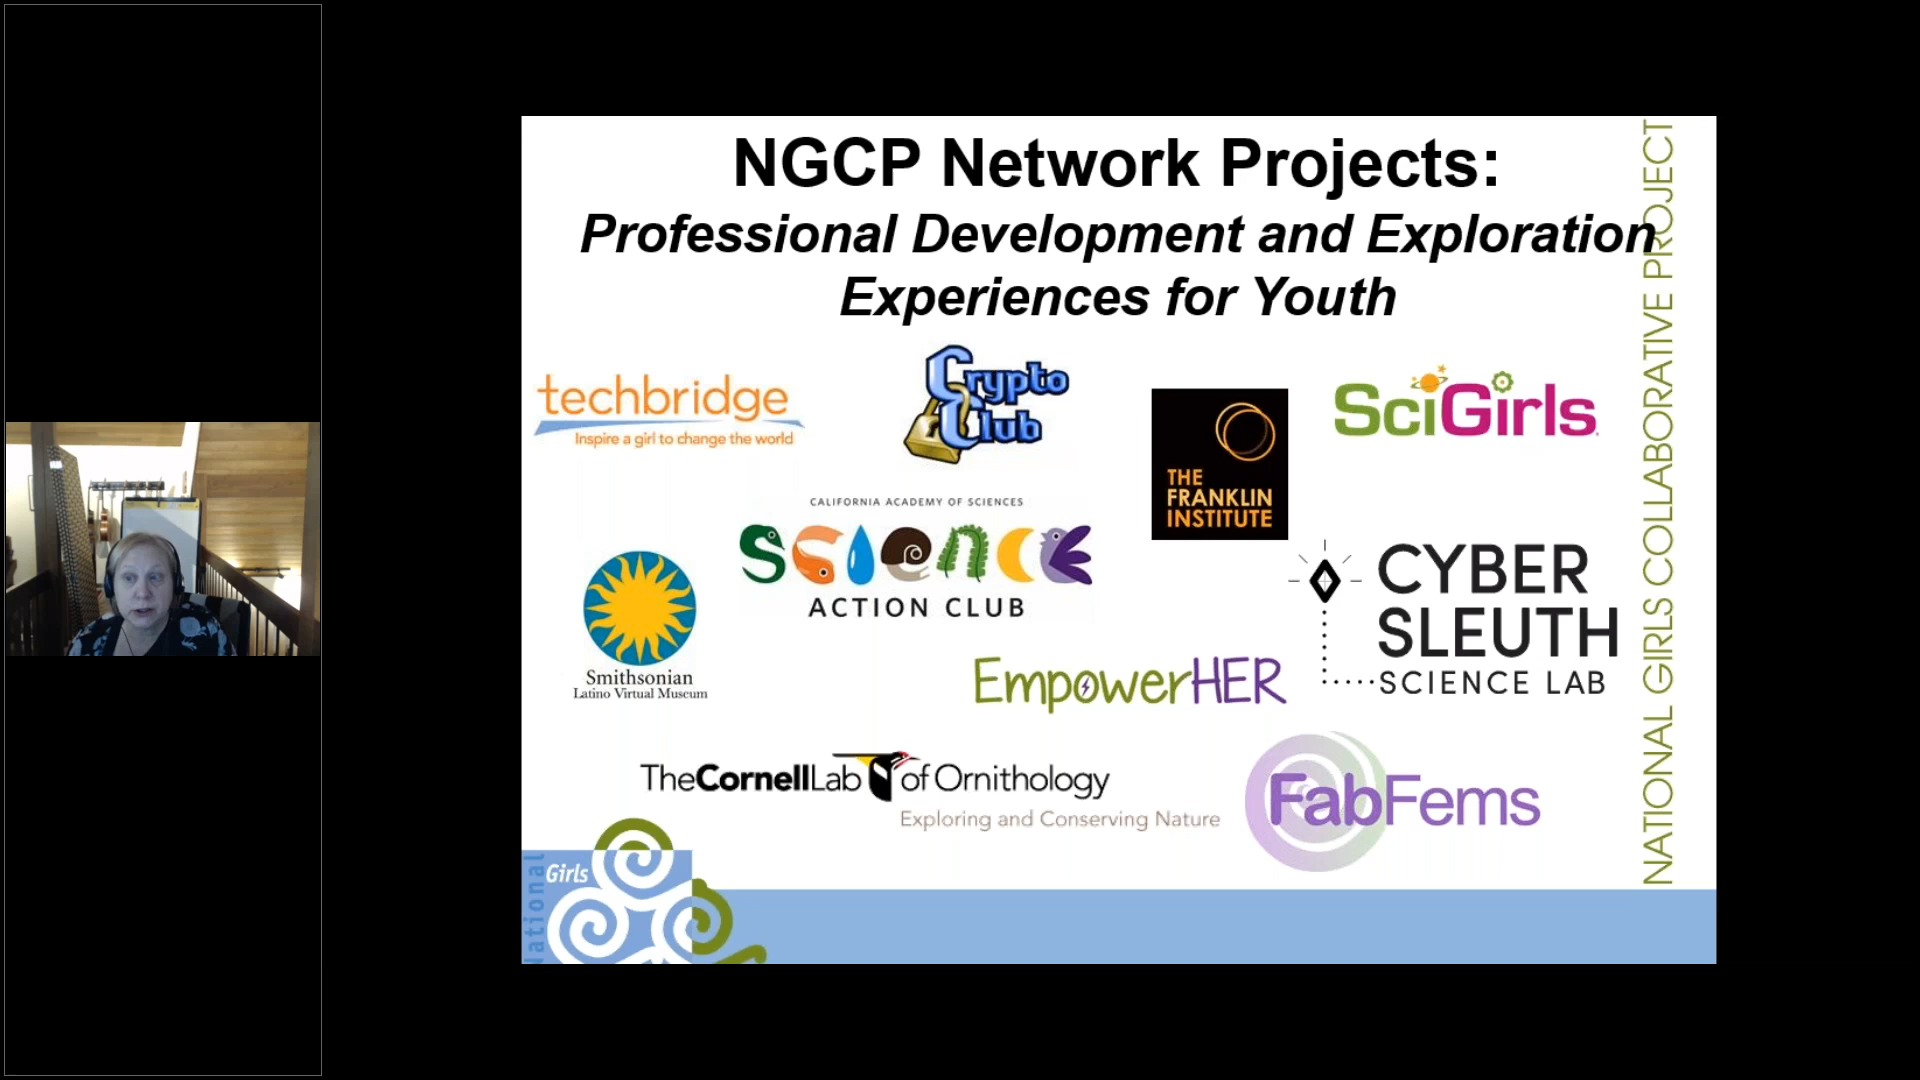 NGCP Network Projects:
Professional Development and Exploration
Experiences for Youth
techbridge
Inspire a girl to change the world
Crypto
Club
THE
FRANKLIN
INSTITUTE
SciGirls
CALIFORNIA ACADEMY OF SCIENCES
SCIENCE
ACTION CLUB
Smithsonian
Latino Virtual Museum
CYBER
SLEUTH
SCIENCE LAB
EmpowerHER
TheCornellLab of Ornithology
Exploring and Conserving Nature
FabFems
National
Girls
NATIONAL GIRLS COLLABORATIVE PROJECT